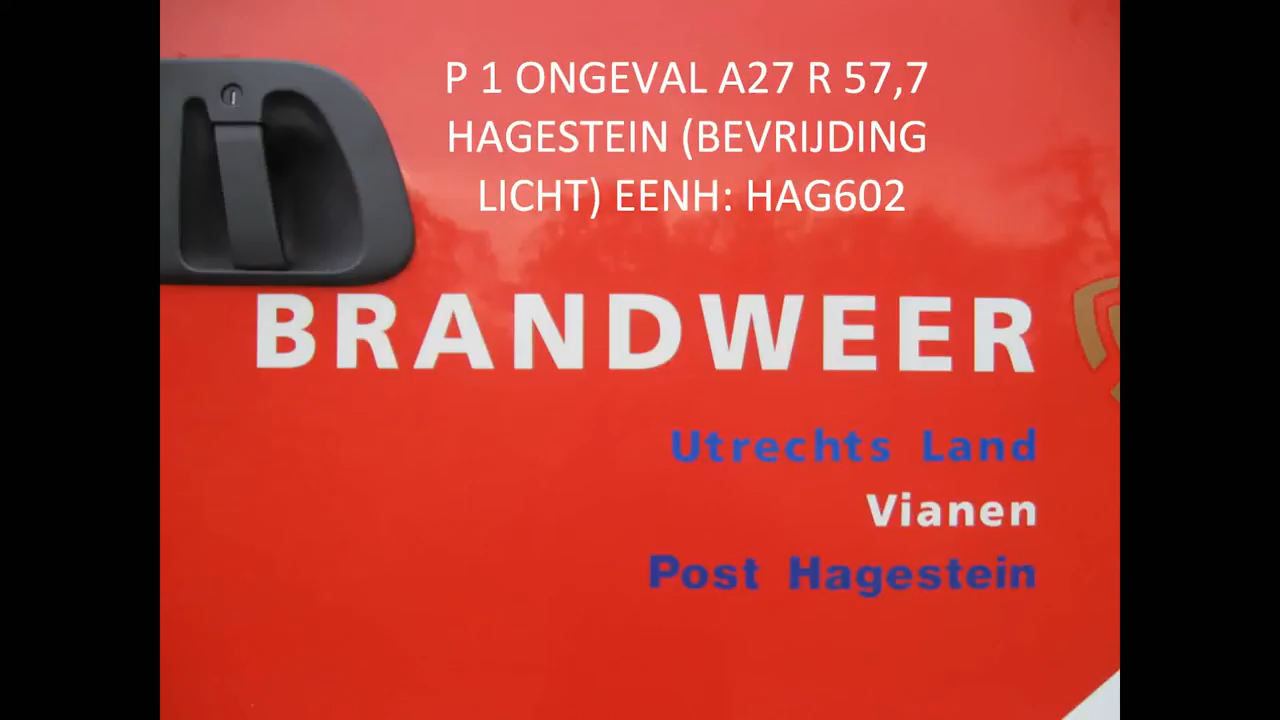 P 1 ONGEVAL A27 R 57,7
HAGESTEIN (BEVRIJDING
LICHT) EENH: HAG602
BRANDWEER
Utrechts Land
Vianen
Post Hagestein